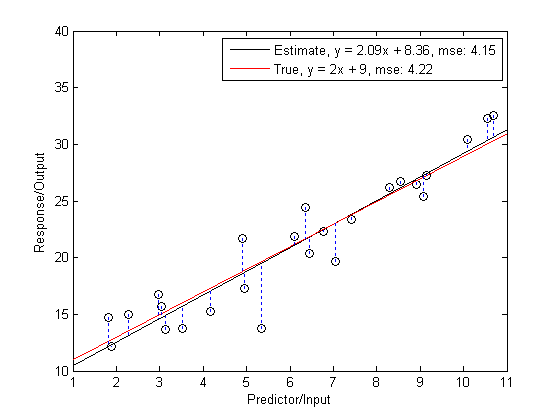 40
Estimate, y = 2.09x + 8.36, mse: 4.15
True, y = 2x + 9, mse: 4.22
35
30
25
20
15
10
Response/Output
1 2 3 4 5 6 7 8 9 10 11
Predictor/Input